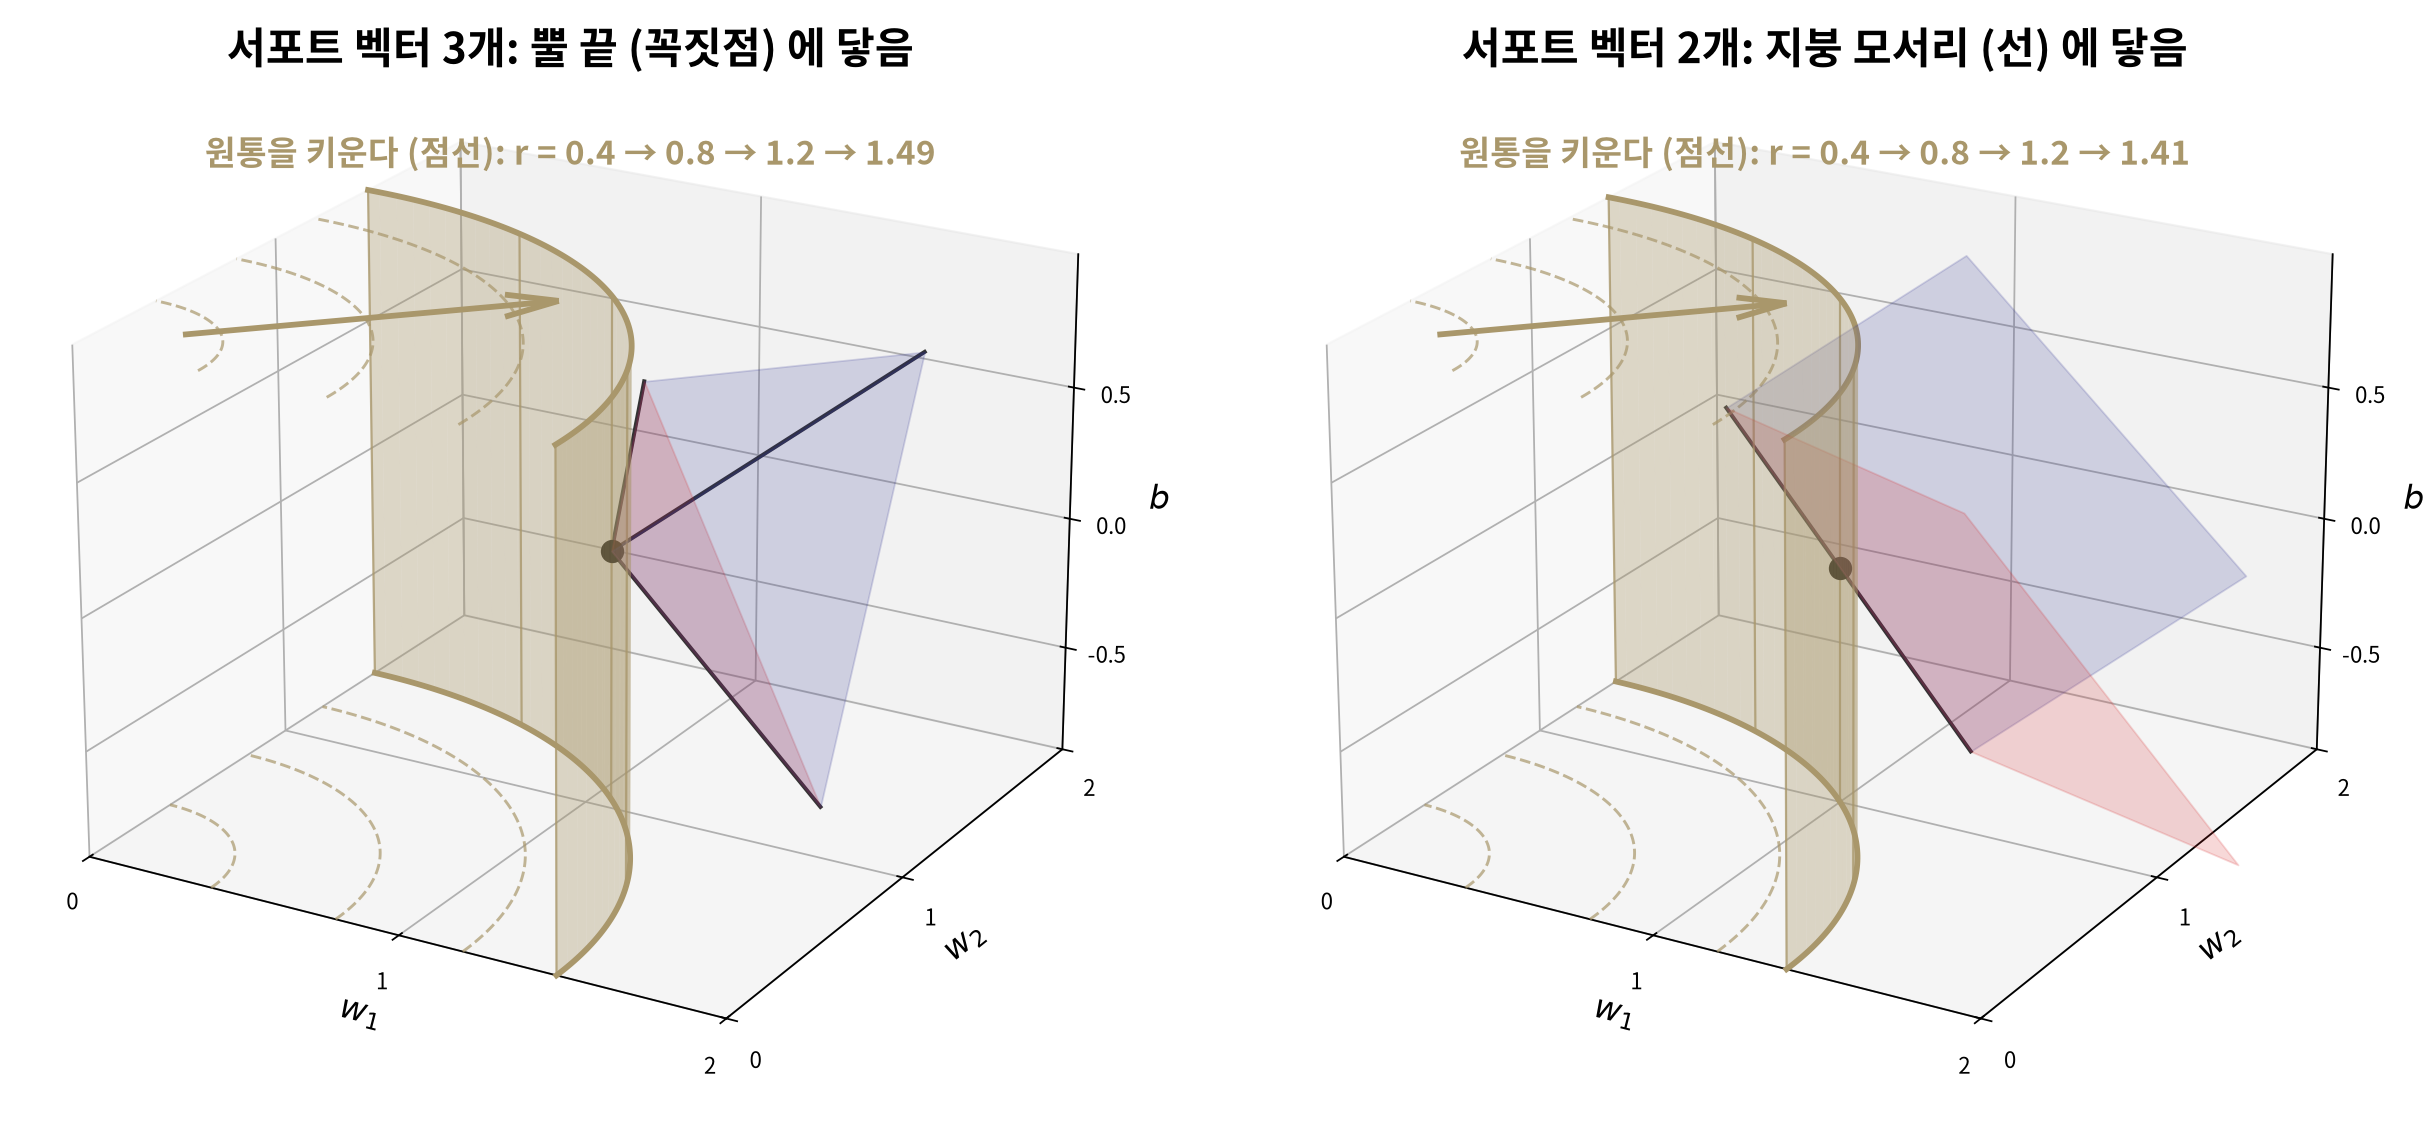 서포트 벡터 3개: 뿔 끝 (꼭짓점) 에 닿음
원통을 키운다 (점선): r = 0.4 → 0.8 → 1.2 → 1.49
0.5
0.0
-0.5
b
2
1
0
w₂
0
1
2
w₁
서포트 벡터 2개: 지붕 모서리 (선) 에 닿음
원통을 키운다 (점선): r = 0.4 → 0.8 → 1.2 → 1.41
0.5
0.0
-0.5
b
2
1
0
w₂
0
1
2
w₁